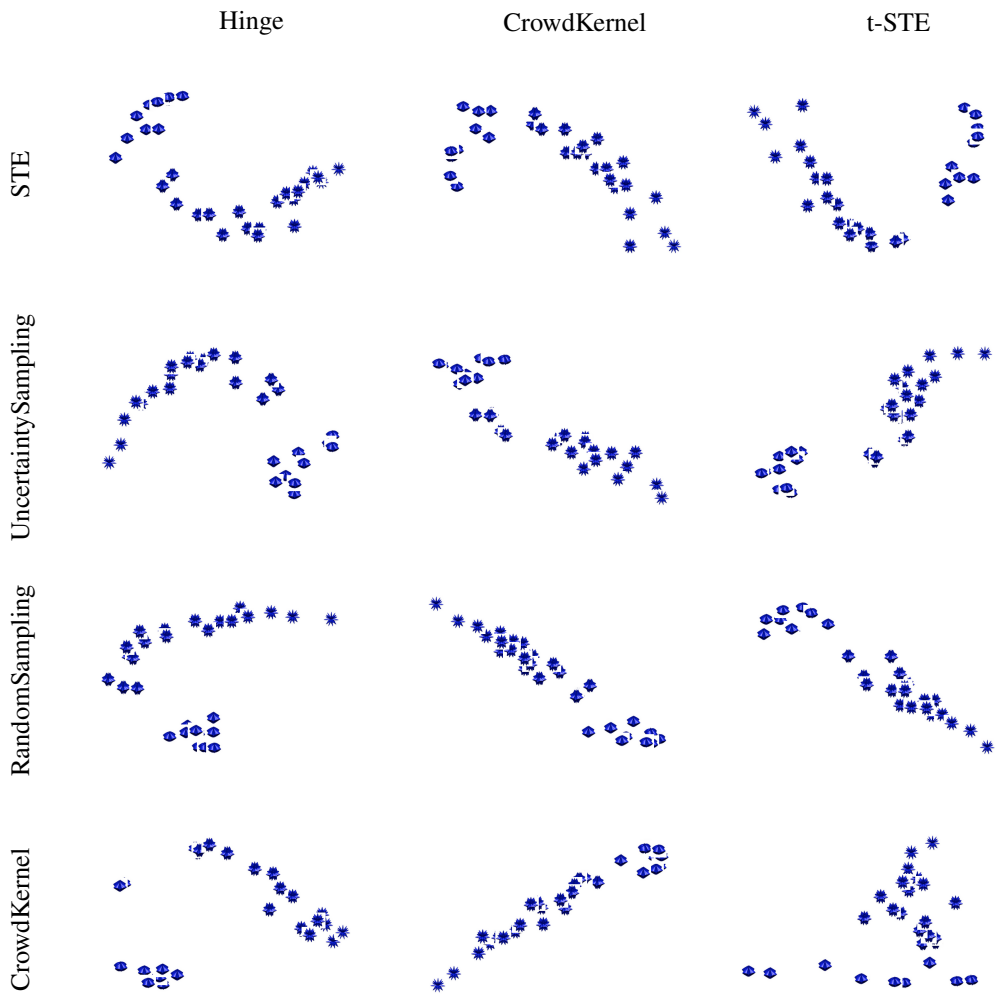 Hinge
CrowdKernel
t-STE
STE
UncertaintySampling
RandomSampling
CrowdKernel